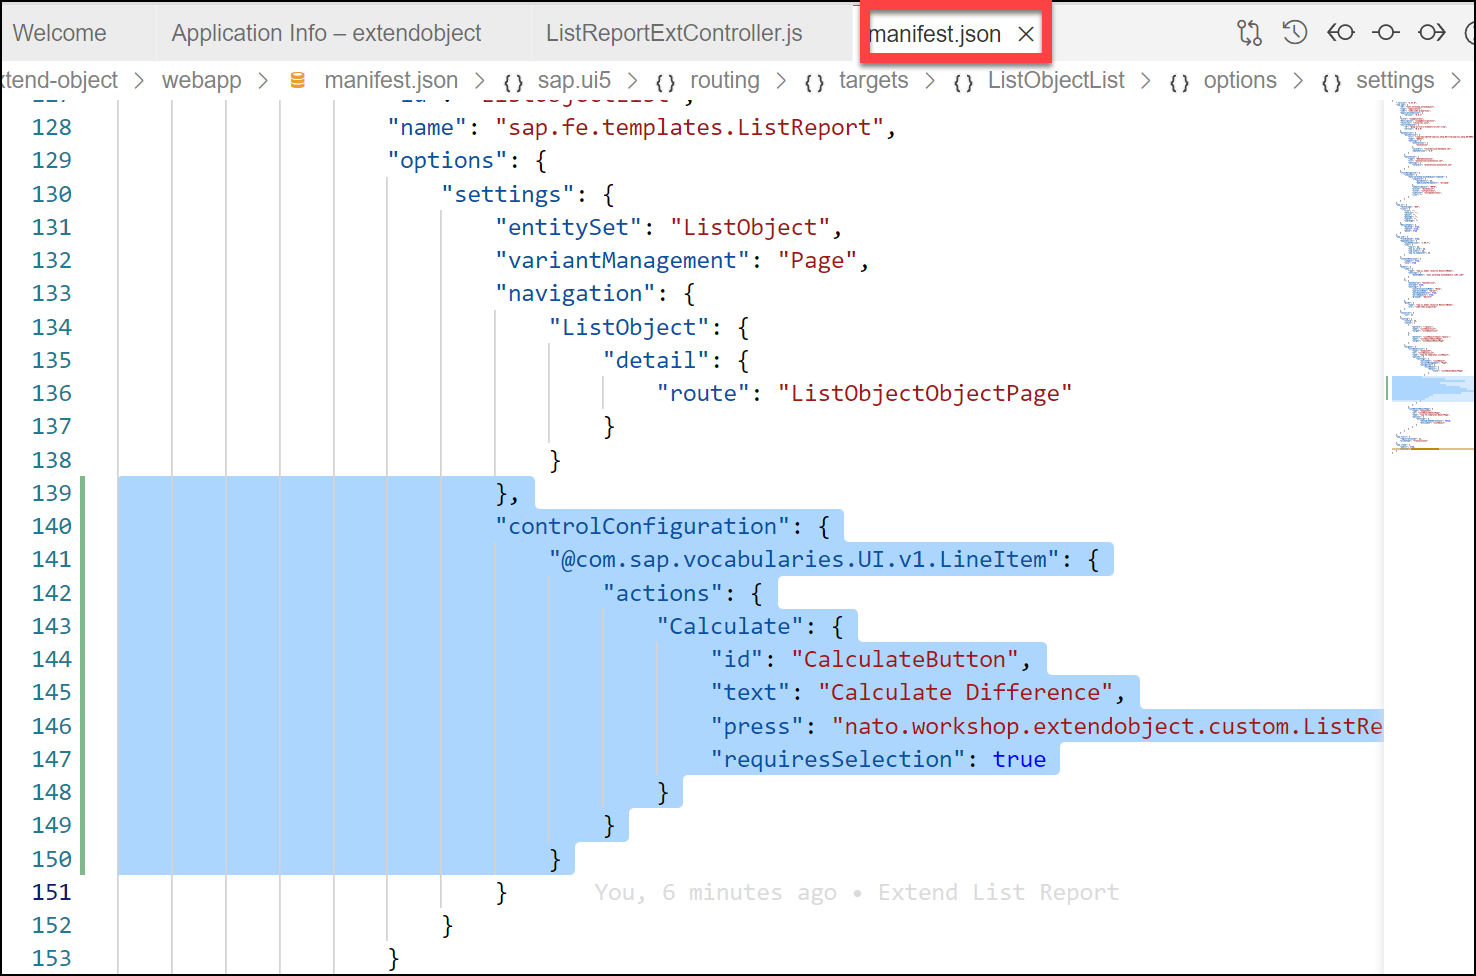 Welcome Application Info – extendobject ListReportExtController.js manifest.json
xtend-object > webapp > manifest.json > {} sap.ui5 > {} routing > {} targets > {} ListObjectList > {} options > {} settings >
128 "name": "sap.fe.templates.ListReport",
129 "options": {
130 "settings": {
131 "entitySet": "ListObject",
132 "variantManagement": "Page",
133 "navigation": {
134 "ListObject": {
135 "detail": {
136 "route": "ListObjectObjectPage"
137 }
138 }
139 },
140 "controlConfiguration": {
141 "@com.sap.vocabularies.UI.v1.LineItem": {
142 "actions": {
143 "Calculate": {
144 "id": "CalculateButton",
145 "text": "Calculate Difference",
146 "press": "nato.workshop.extendobject.custom.ListRe
147 "requiresSelection": true
148 }
149 }
150 }
151 } You, 6 minutes ago • Extend List Report
152 }
153 }